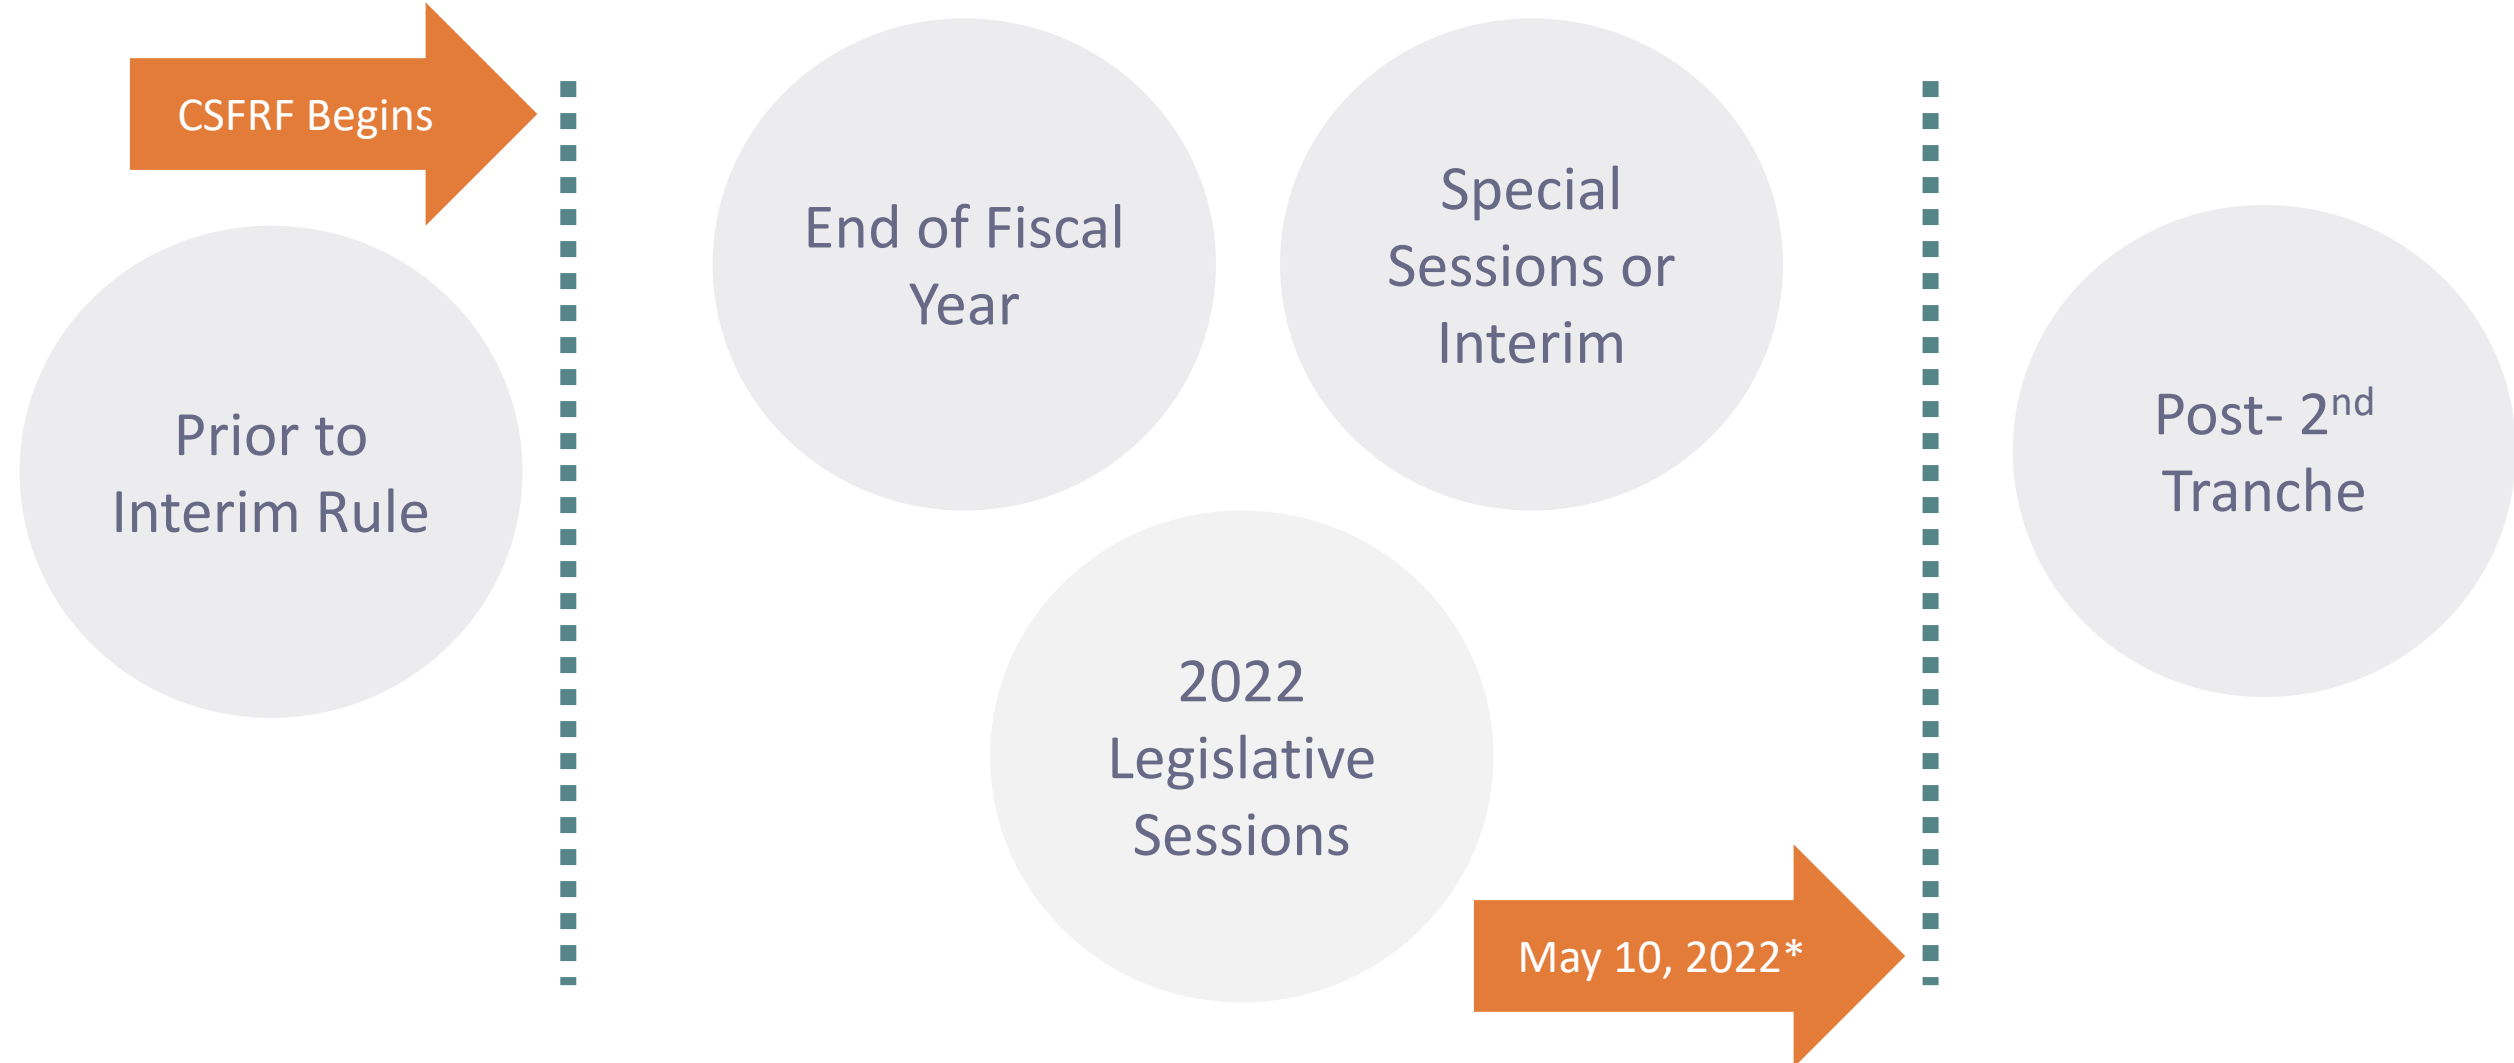 CSFRF Begins
Prior to
Interim Rule
End of Fiscal
Year
Special
Sessions or
Interim
2022
Legislative
Sessions
May 10, 2022*
Post- 2nd
Tranche